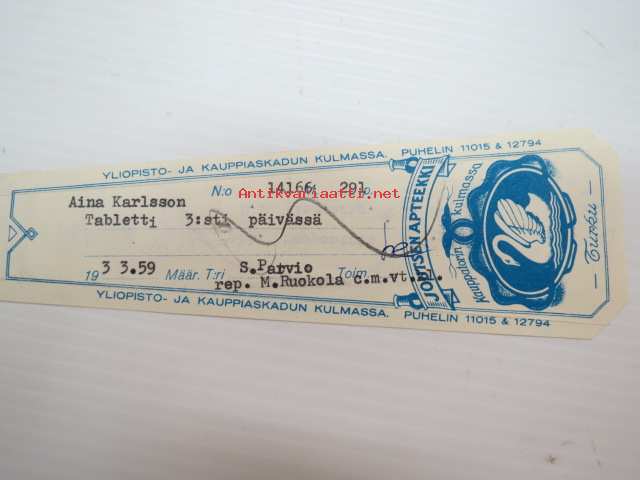 YLIOPISTO- JA KAUPPIASKADUN KULMASSA. PUHELIN 11015 & 12794
N:o 14166 291
Antikvariaatti.net
Aina Karlsson
Tabletti 3:sti päivässä
19 3 3.59 Määr. T:ri S.Parvio Toim.
rep. M.Ruokola c.m.vt.
YLIOPISTO- JA KAUPPIASKADUN KULMASSA. PUHELIN 11015 & 12794
JOUTSEN APTEEKKI
Kauppatorin kulmassa
- Turku -